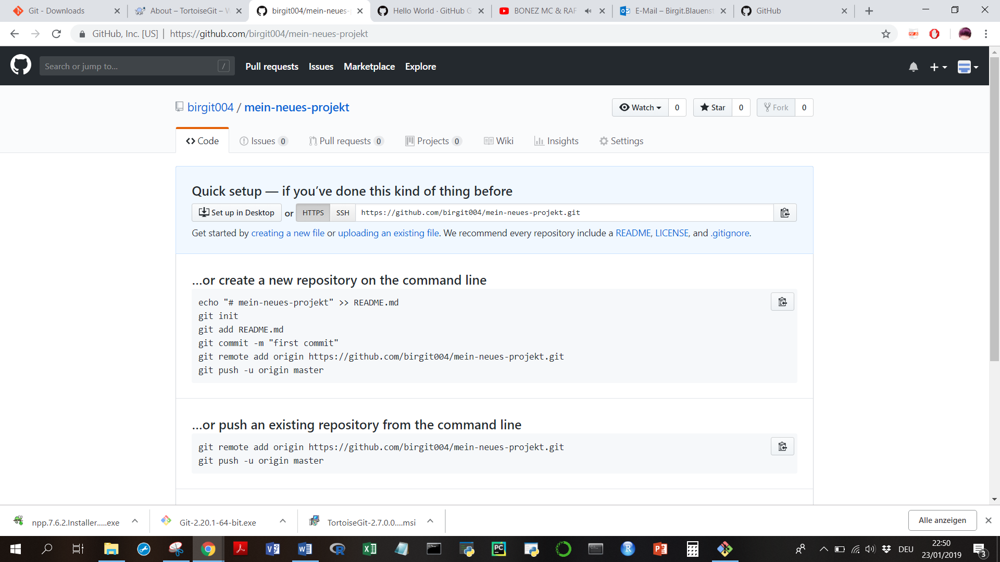 Git - Downloads
About – TortoiseGit – W
birgit004/mein-neues-p
Hello World · GitHub G
BONEZ MC & RAF
E-Mail – Birgit.Blauenst
GitHub
GitHub, Inc. [US] | https://github.com/birgit004/mein-neues-projekt
Search or jump to...
/
Pull requests
Issues
Marketplace
Explore
birgit004 / mein-neues-projekt
Watch
0
Star
0
Fork
0
Code
Issues 0
Pull requests 0
Projects 0
Wiki
Insights
Settings
Quick setup — if you’ve done this kind of thing before
Set up in Desktop
or
HTTPS
SSH
https://github.com/birgit004/mein-neues-projekt.git
Get started by creating a new file or uploading an existing file. We recommend every repository include a README, LICENSE, and .gitignore.
…or create a new repository on the command line
echo "# mein-neues-projekt" >> README.md
git init
git add README.md
git commit -m "first commit"
git remote add origin https://github.com/birgit004/mein-neues-projekt.git
git push -u origin master
…or push an existing repository from the command line
git remote add origin https://github.com/birgit004/mein-neues-projekt.git
git push -u origin master
npp.7.6.2.Installer.....exe
Git-2.20.1-64-bit.exe
TortoiseGit-2.7.0.0....msi
Alle anzeigen
DEU
22:50
23/01/2019
3